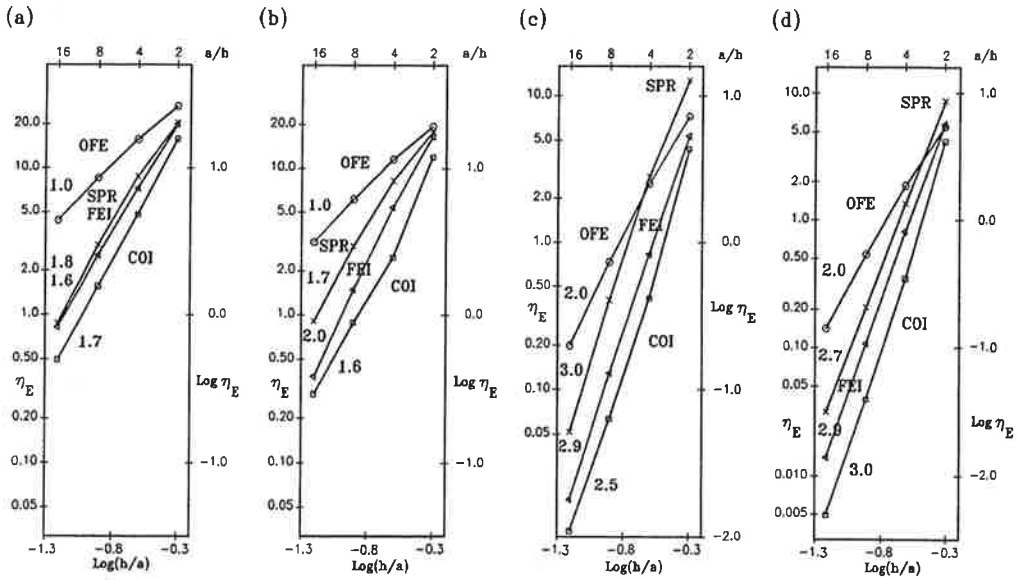 (a) (b) (c) (d)
16 8 4 2 a/h
16 8 4 2 a/h
16 8 4 2 a/h
16 8 4 2 a/h
20.0
10.0
5.0
2.0
1.0
0.50
η_E
0.20
0.10
0.05
OFE
1.0
SPR
FEI
1.8
1.6
COI
1.7
1.0
0.0
Log η_E
-1.0
-1.3 -0.8 -0.3
Log(h/a)
20.0
10.0
5.0
2.0
1.0
0.50
η_E
0.20
0.10
0.05
OFE
1.0
SPR
1.7
FEI
2.0
COI
1.6
1.0
0.0
Log η_E
-1.0
-1.3 -0.8 -0.3
Log(h/a)
10.0
5.0
2.0
1.0
0.50
η_E
0.20
0.10
0.05
SPR
OFE
FEI
2.0
COI
3.0
2.9
2.5
1.0
0.0
Log η_E
-1.0
-2.0
-1.3 -0.8 -0.3
Log(h/a)
10.0
5.0
2.0
1.0
0.50
0.20
0.10
0.05
η_E
0.010
0.005
SPR
OFE
2.0
COI
2.7
FEI
2.9
3.0
1.0
0.0
-1.0
Log η_E
-2.0
-1.3 -0.8 -0.3
Log(h/a)